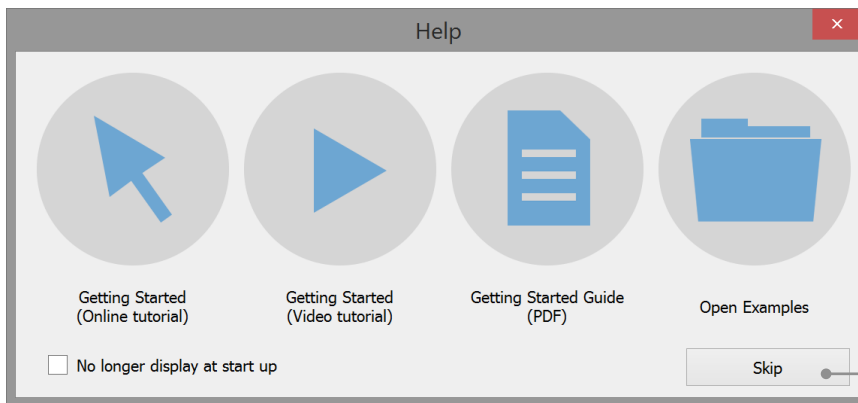 Help
Getting Started
(Online tutorial)
Getting Started
(Video tutorial)
Getting Started Guide
(PDF)
Open Examples
No longer display at start up
Skip